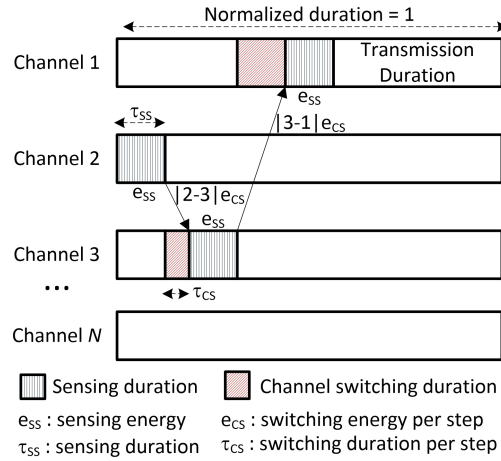 Normalized duration = 1
Channel 1
Transmission
Duration
e_SS
τ_SS
|3-1|e_CS
Channel 2
e_SS
|2-3|e_CS
e_SS
Channel 3
τ_CS
...
Channel N
Sensing duration
Channel switching duration
e_SS : sensing energy
e_CS : switching energy per step
τ_SS : sensing duration
τ_CS : switching duration per step